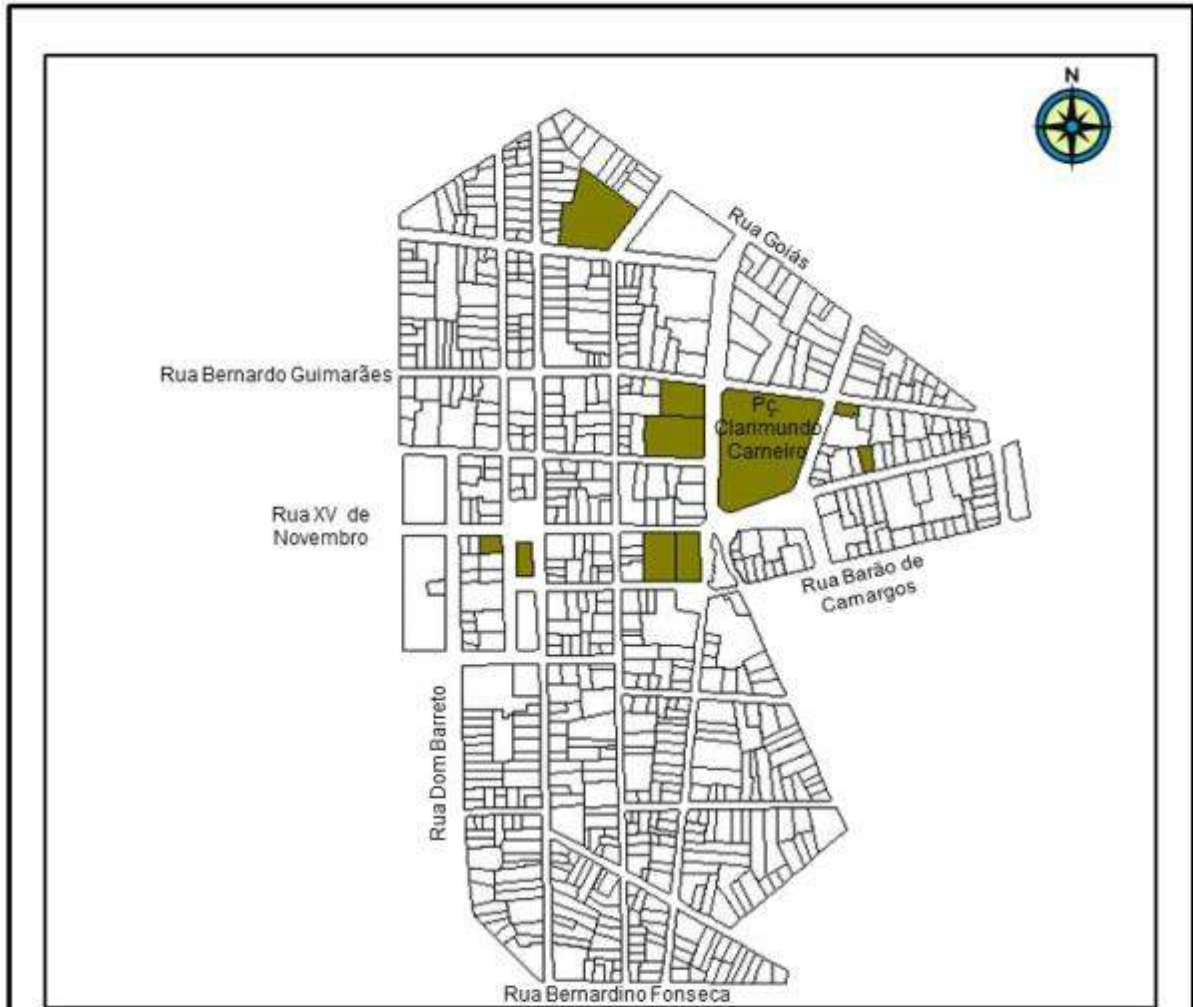 N
Rua Goiás
Rua Bernardo Guimarães
Pç.
Clarimundo
Carneiro
Rua XV de
Novembro
Rua Barão de
Camargos
Rua Dom Barreto
Rua Bernardino Fonseca